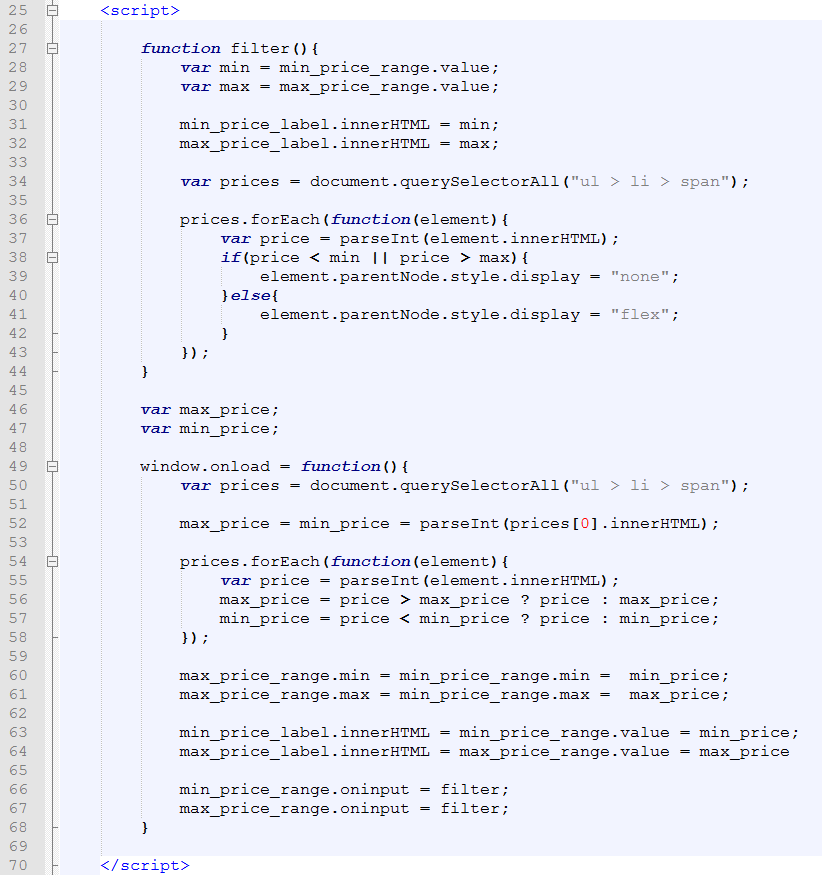 25 <script>
26
27 function filter(){
28 var min = min_price_range.value;
29 var max = max_price_range.value;
30
31 min_price_label.innerHTML = min;
32 max_price_label.innerHTML = max;
33
34 var prices = document.querySelectorAll("ul > li > span");
35
36 prices.forEach(function(element){
37 var price = parseInt(element.innerHTML);
38 if(price < min || price > max){
39 element.parentNode.style.display = "none";
40 }else{
41 element.parentNode.style.display = "flex";
42 }
43 });
44 }
45
46 var max_price;
47 var min_price;
48
49 window.onload = function(){
50 var prices = document.querySelectorAll("ul > li > span");
51
52 max_price = min_price = parseInt(prices[0].innerHTML);
53
54 prices.forEach(function(element){
55 var price = parseInt(element.innerHTML);
56 max_price = price > max_price ? price : max_price;
57 min_price = price < min_price ? price : min_price;
58 });
59
60 max_price_range.min = min_price_range.min =  min_price;
61 max_price_range.max = min_price_range.max =  max_price;
62
63 min_price_label.innerHTML = min_price_range.value = min_price;
64 max_price_label.innerHTML = max_price_range.value = max_price
65
66 min_price_range.oninput = filter;
67 max_price_range.oninput = filter;
68 }
69
70 </script>